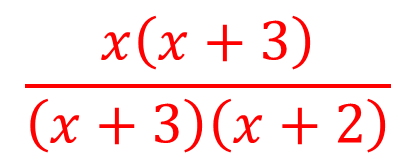 x(x + 3)
(x + 3)(x + 2)